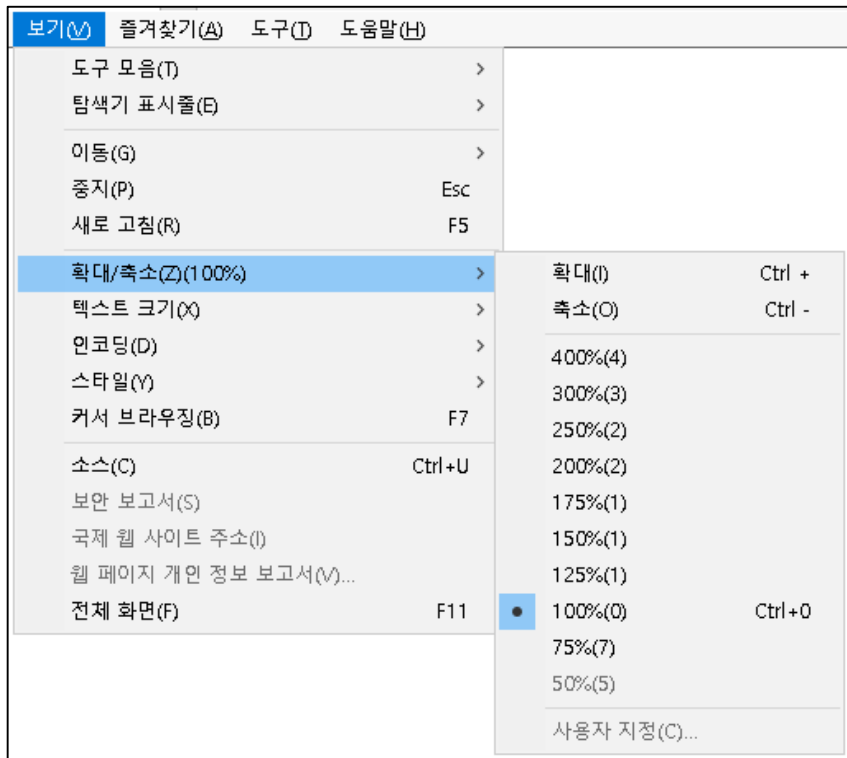 보기(V) 즐겨찾기(A) 도구(T) 도움말(H)
도구 모음(T)
탐색기 표시줄(E)
이동(G)
중지(P) Esc
새로 고침(R) F5
확대/축소(Z)(100%)
텍스트 크기(X)
인코딩(D)
스타일(Y)
커서 브라우징(B) F7
소스(C) Ctrl+U
보안 보고서(S)
국제 웹 사이트 주소(I)
웹 페이지 개인 정보 보고서(V)...
전체 화면(F) F11
확대(I) Ctrl +
축소(O) Ctrl -
400%(4)
300%(3)
250%(2)
200%(2)
175%(1)
150%(1)
125%(1)
100%(0) Ctrl+0
75%(7)
50%(5)
사용자 지정(C)...